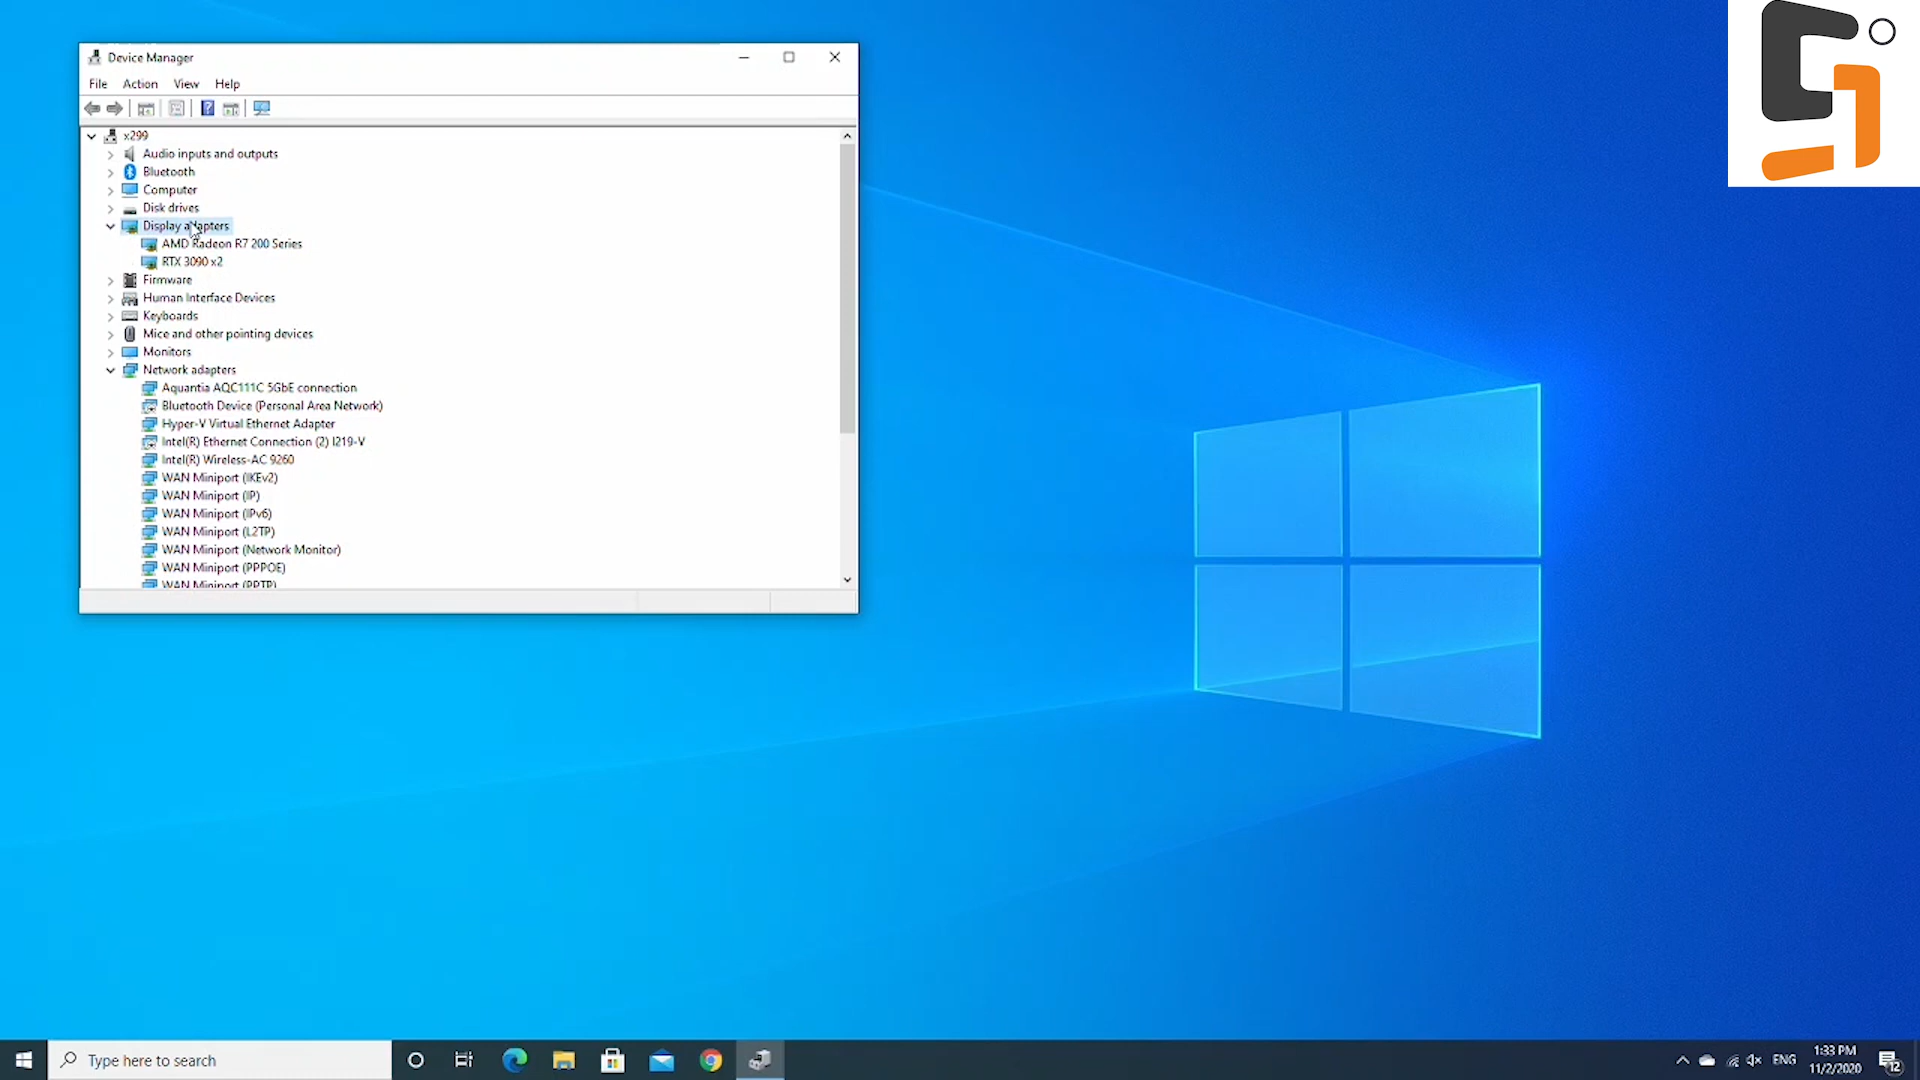 Device Manager
File Action View Help
x299
Audio inputs and outputs
Bluetooth
Computer
Disk drives
Display adapters
AMD Radeon R7 200 Series
RTX 3090 x2
Firmware
Human Interface Devices
Keyboards
Mice and other pointing devices
Monitors
Network adapters
Aquantia AQC111C 5GbE connection
Bluetooth Device (Personal Area Network)
Hyper-V Virtual Ethernet Adapter
Intel(R) Ethernet Connection (2) I219-V
Intel(R) Wireless-AC 9260
WAN Miniport (IKEv2)
WAN Miniport (IP)
WAN Miniport (IPv6)
WAN Miniport (L2TP)
WAN Miniport (Network Monitor)
WAN Miniport (PPPOE)
WAN Miniport (PPTP)
Type here to search
ENG
1:33 PM
11/2/2020
12